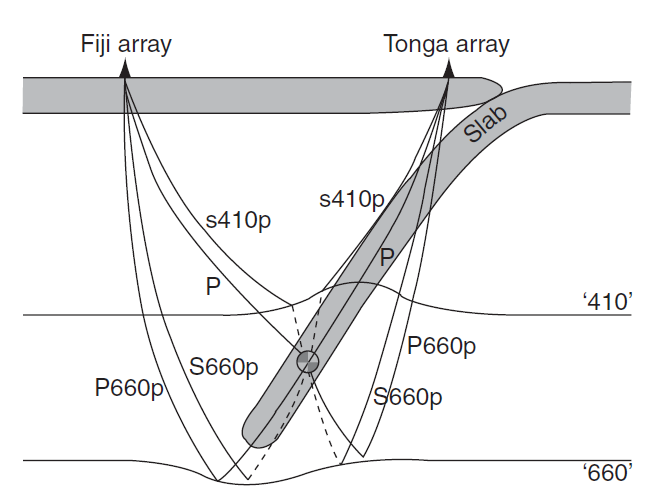 Fiji array
Tonga array
Slab
s410p
s410p
P
P
'410'
P660p
S660p
P660p
S660p
'660'